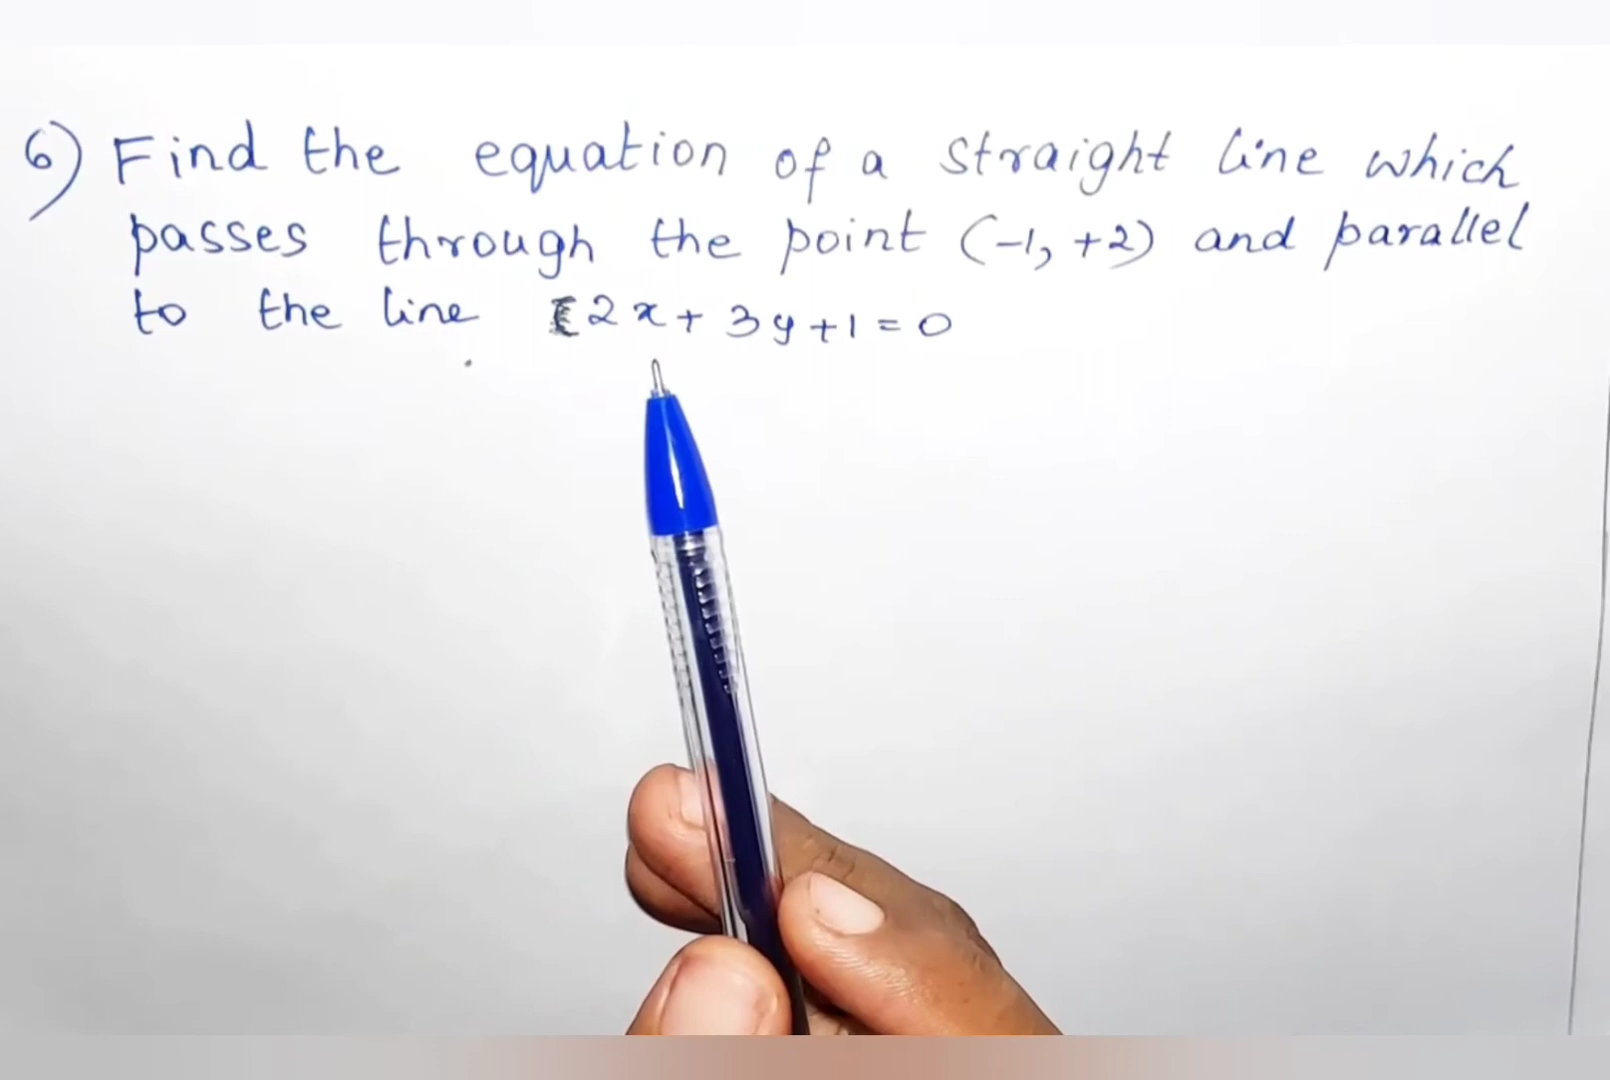 6) Find the equation of a straight line which
passes through the point (-1, +2) and parallel
to the line 2x + 3y + 1 = 0